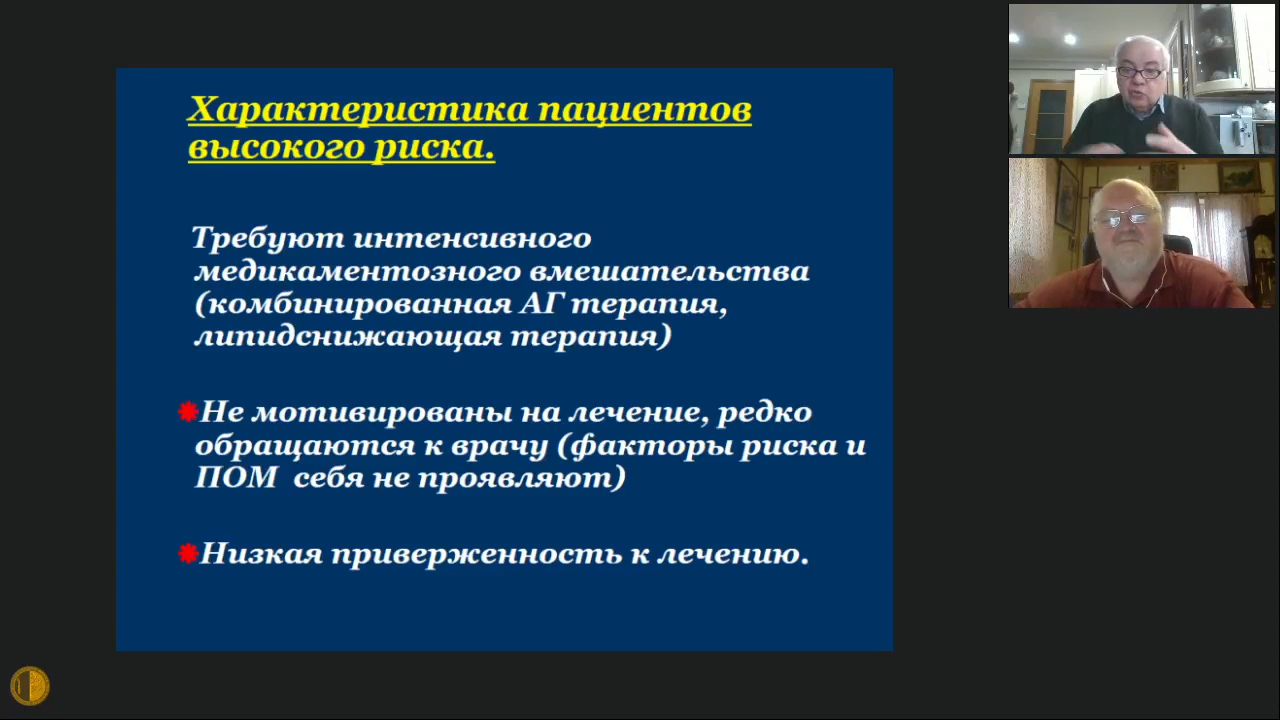 Характеристика пациентов
высокого риска.
Требуют интенсивного
медикаментозного вмешательства
(комбинированная АГ терапия,
липидснижающая терапия)
Не мотивированы на лечение, редко
обращаются к врачу (факторы риска и
ПОМ себя не проявляют)
Низкая приверженность к лечению.